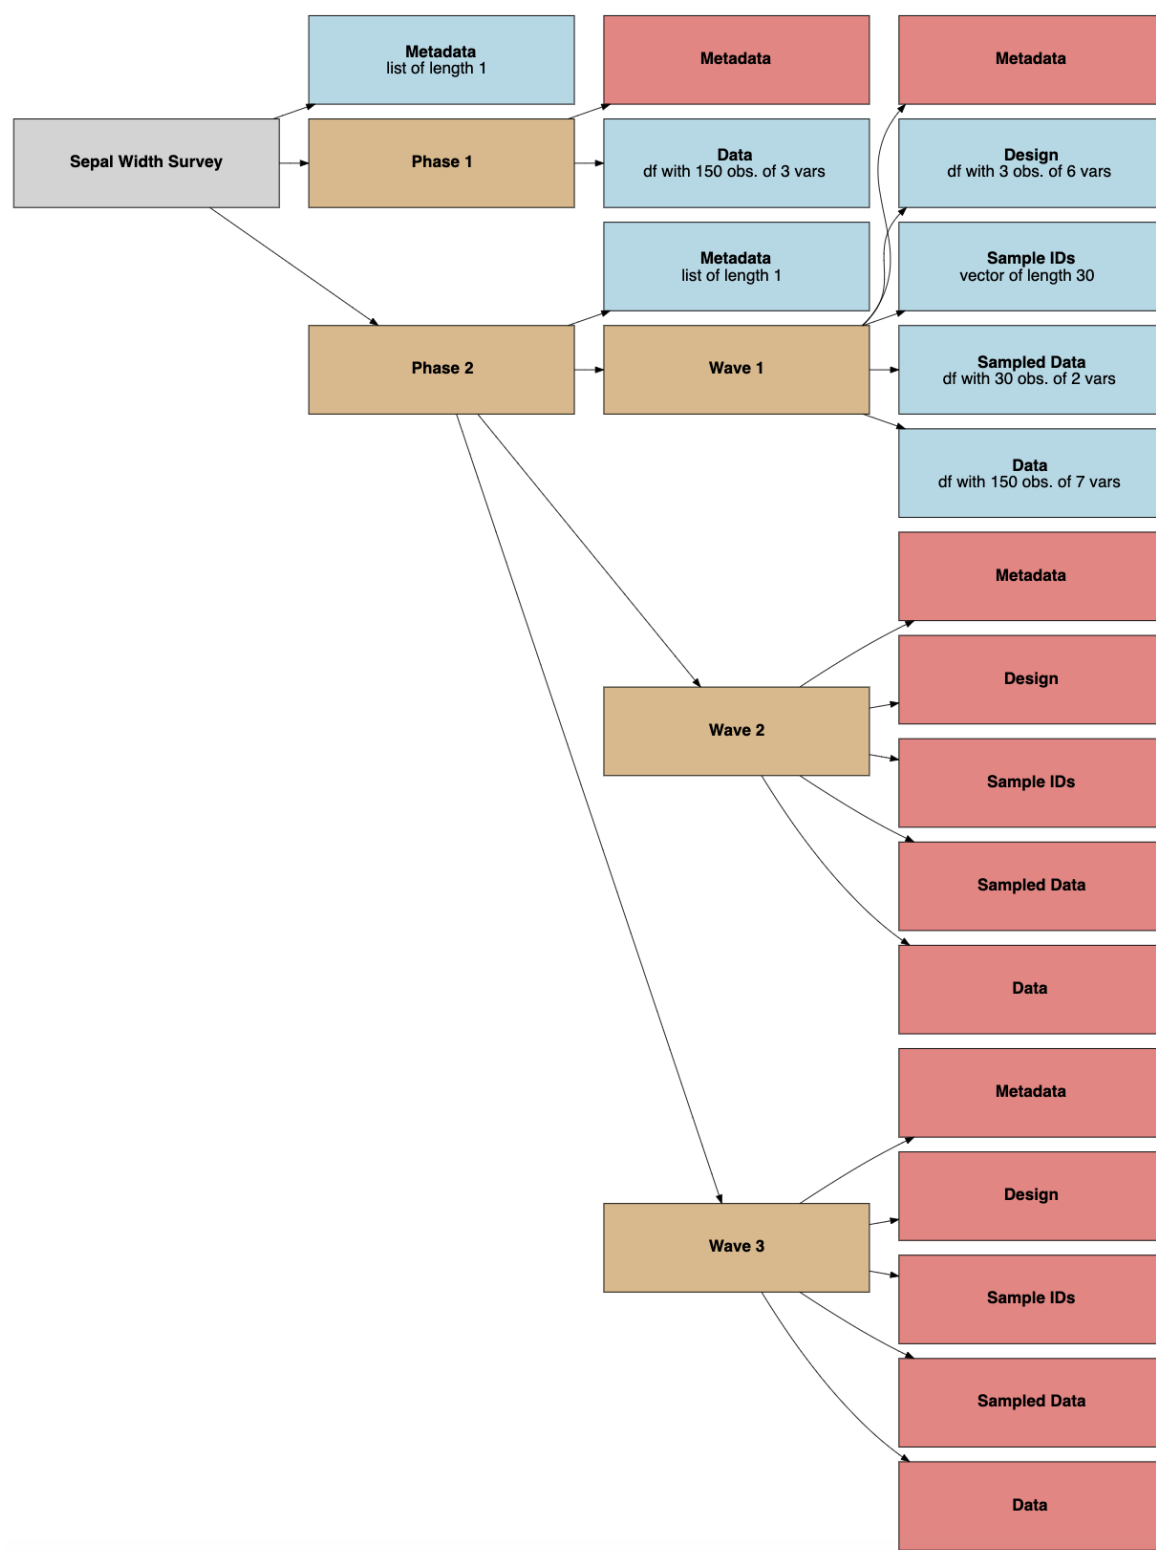 Metadata
list of length 1
Metadata
Metadata
Sepal Width Survey
Phase 1
Data
df with 150 obs. of 3 vars
Design
df with 3 obs. of 6 vars
Metadata
list of length 1
Sample IDs
vector of length 30
Phase 2
Wave 1
Sampled Data
df with 30 obs. of 2 vars
Data
df with 150 obs. of 7 vars
Metadata
Design
Wave 2
Sample IDs
Sampled Data
Data
Metadata
Design
Wave 3
Sample IDs
Sampled Data
Data